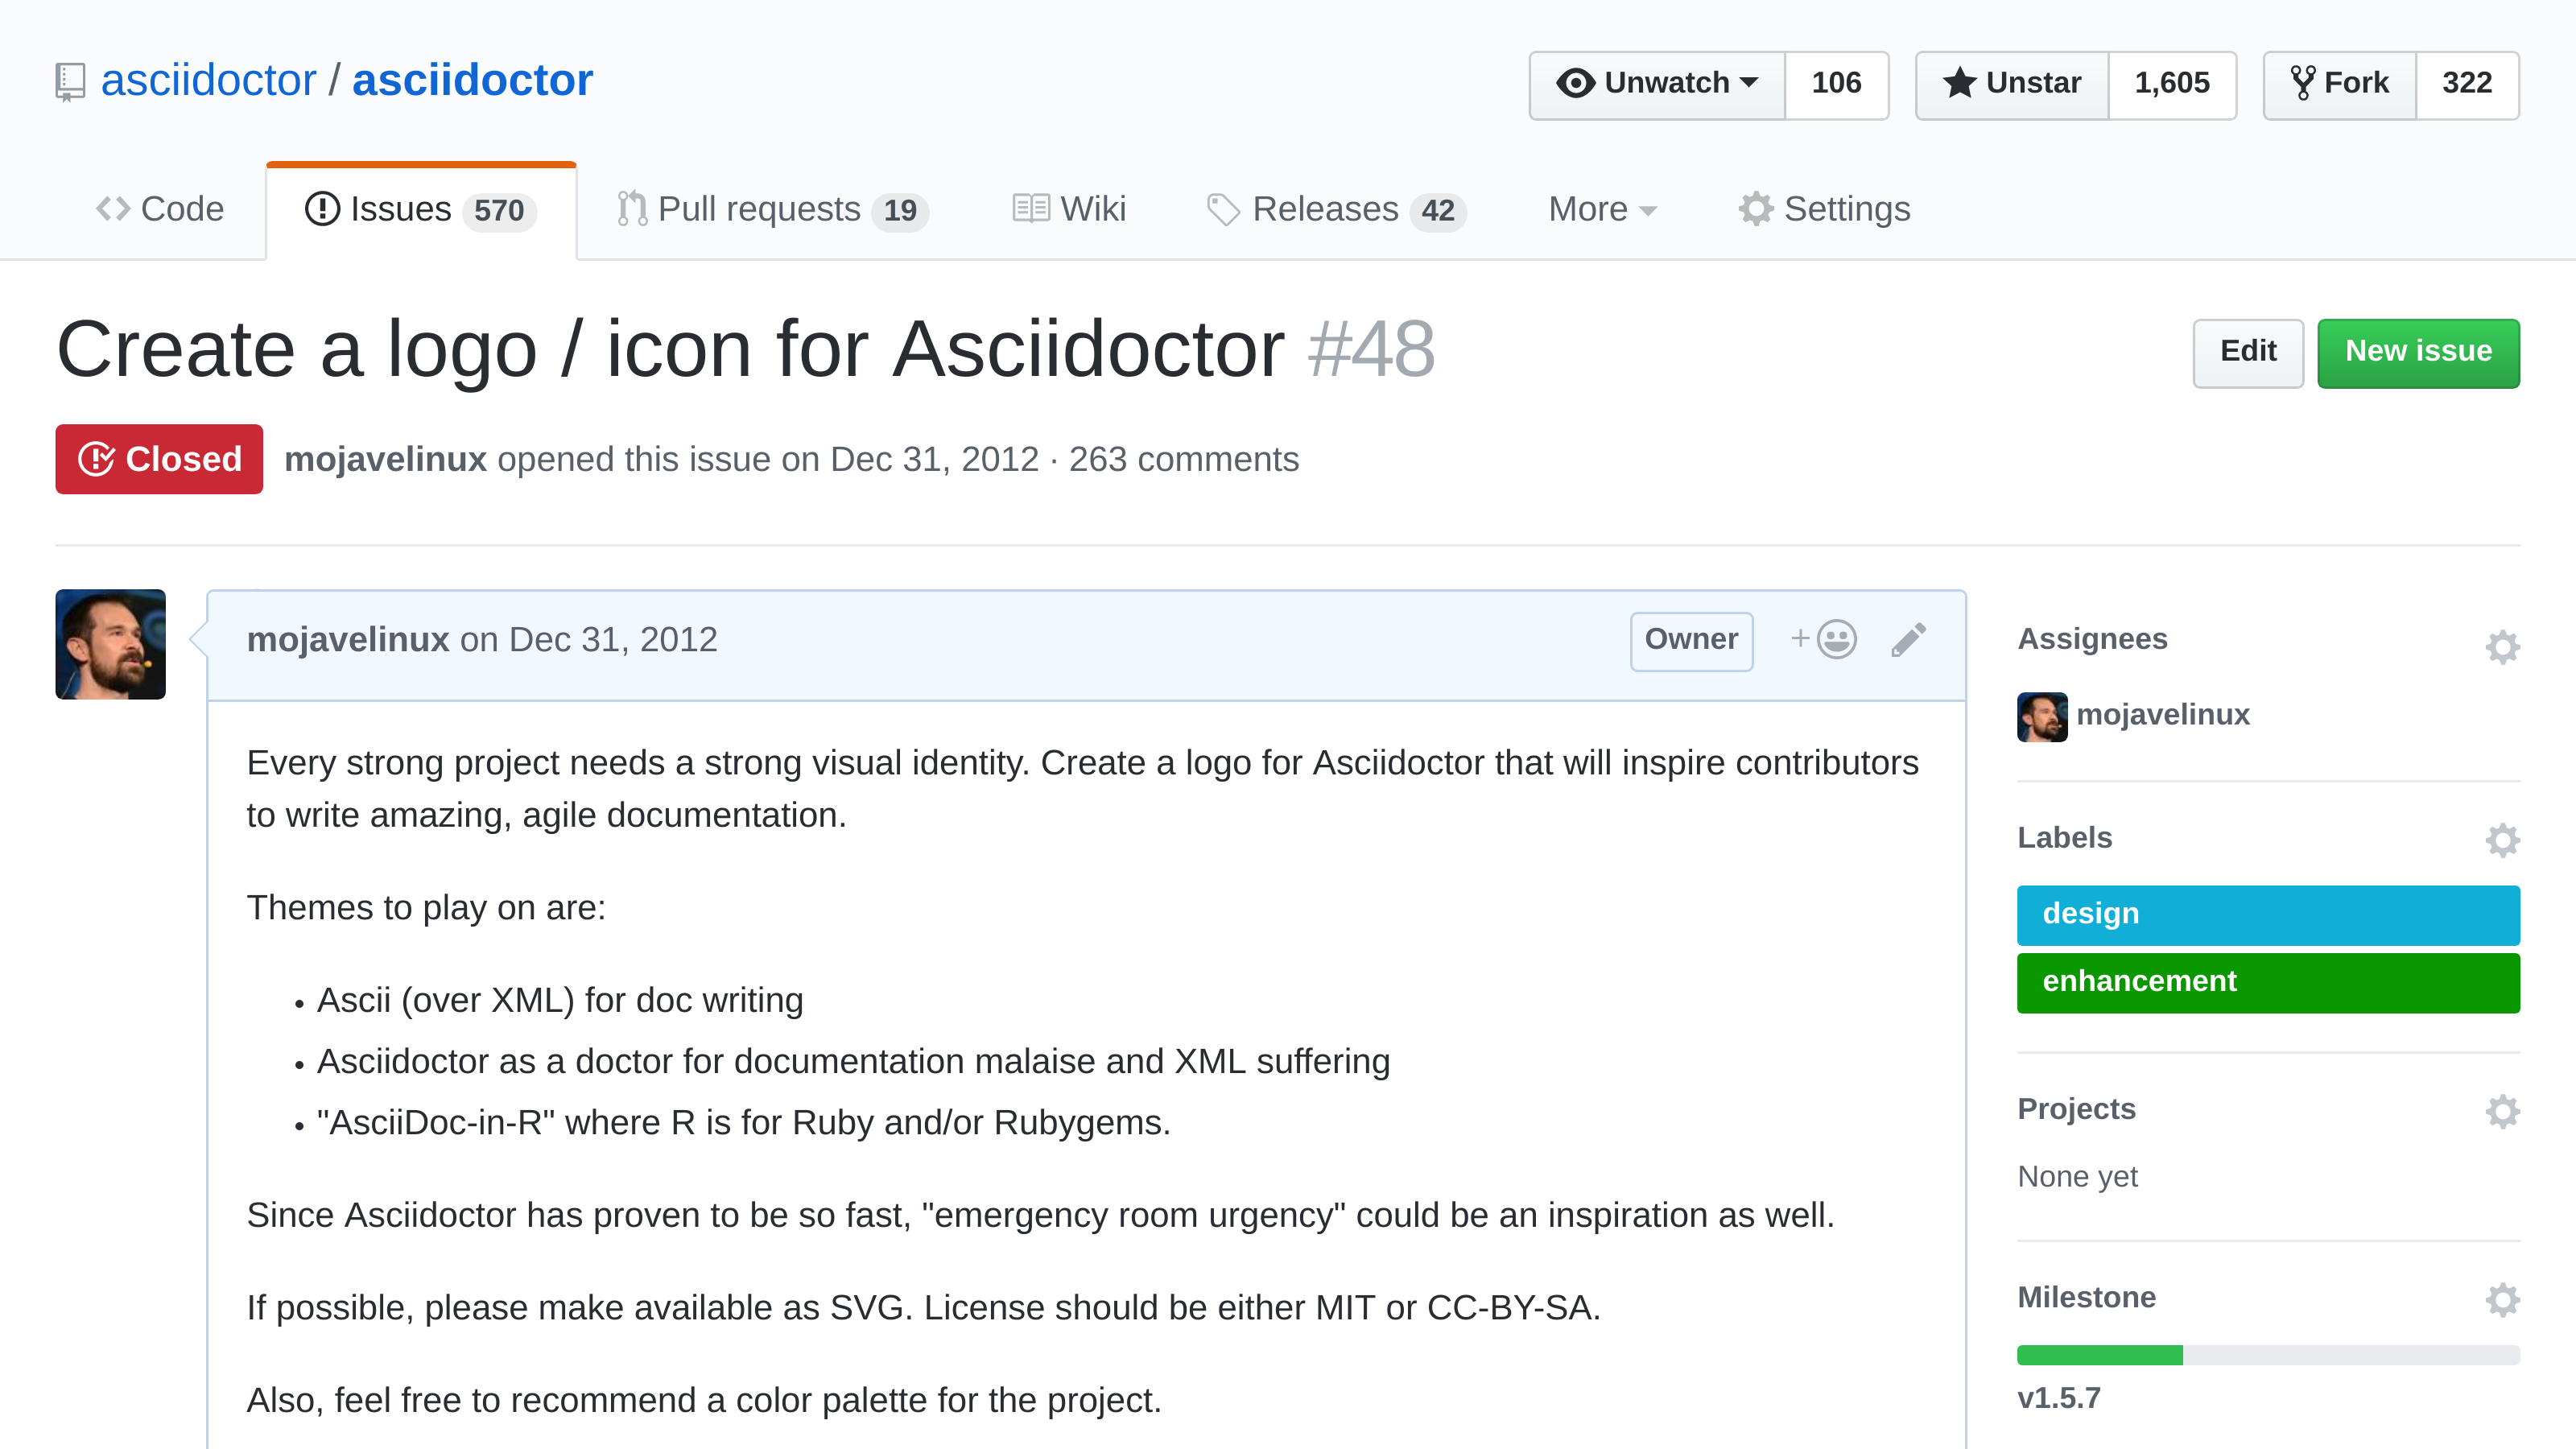 asciidoctor / asciidoctor
Unwatch 106 Unstar 1,605 Fork 322
Code Issues 570 Pull requests 19 Wiki Releases 42 More Settings
Create a logo / icon for Asciidoctor #48
Edit New issue
Closed mojavelinux opened this issue on Dec 31, 2012 · 263 comments
mojavelinux on Dec 31, 2012
Owner
Every strong project needs a strong visual identity. Create a logo for Asciidoctor that will inspire contributors
to write amazing, agile documentation.
Themes to play on are:
• Ascii (over XML) for doc writing
• Asciidoctor as a doctor for documentation malaise and XML suffering
• "AsciiDoc-in-R" where R is for Ruby and/or Rubygems.
Since Asciidoctor has proven to be so fast, "emergency room urgency" could be an inspiration as well.
If possible, please make available as SVG. License should be either MIT or CC-BY-SA.
Also, feel free to recommend a color palette for the project.
Assignees
mojavelinux
Labels
design
enhancement
Projects
None yet
Milestone
v1.5.7